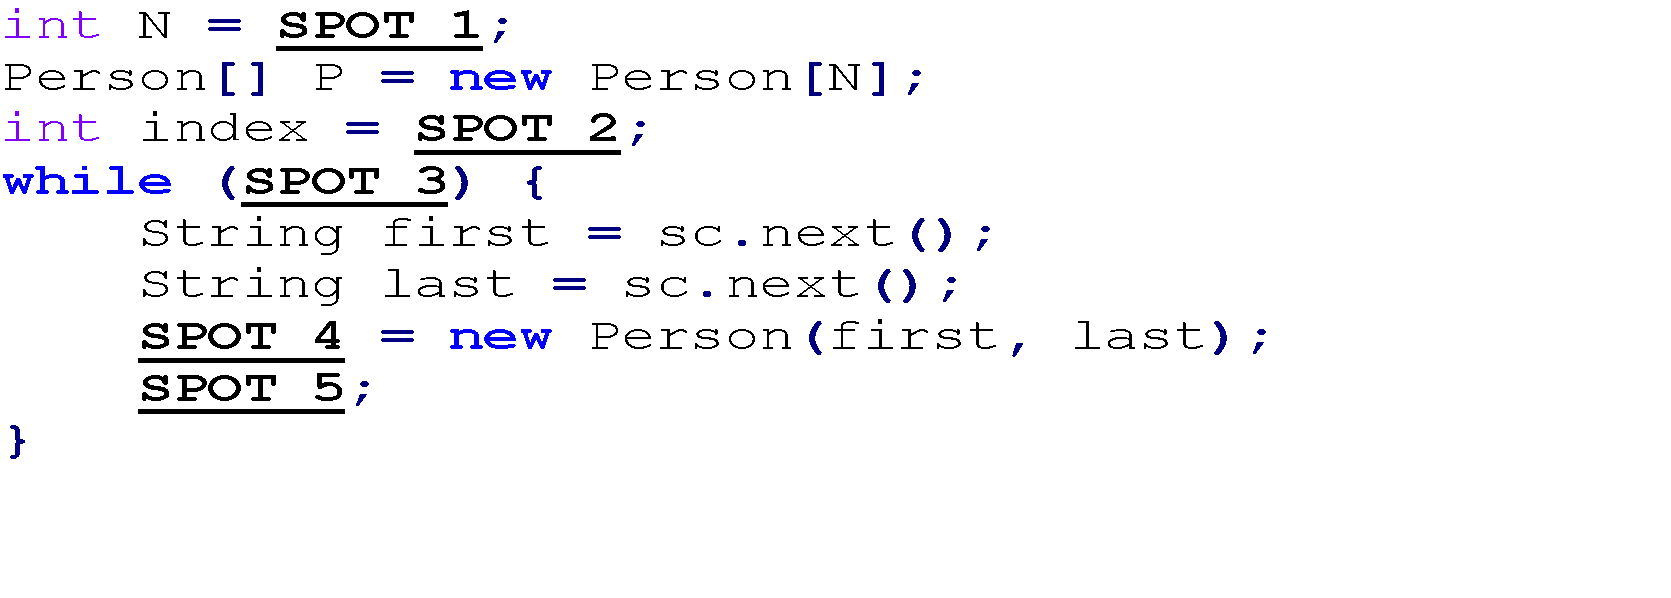 int N = SPOT 1;
Person[] P = new Person[N];
int index = SPOT 2;
while (SPOT 3) {
String first = sc.next();
String last = sc.next();
SPOT 4 = new Person(first, last);
SPOT 5;
}